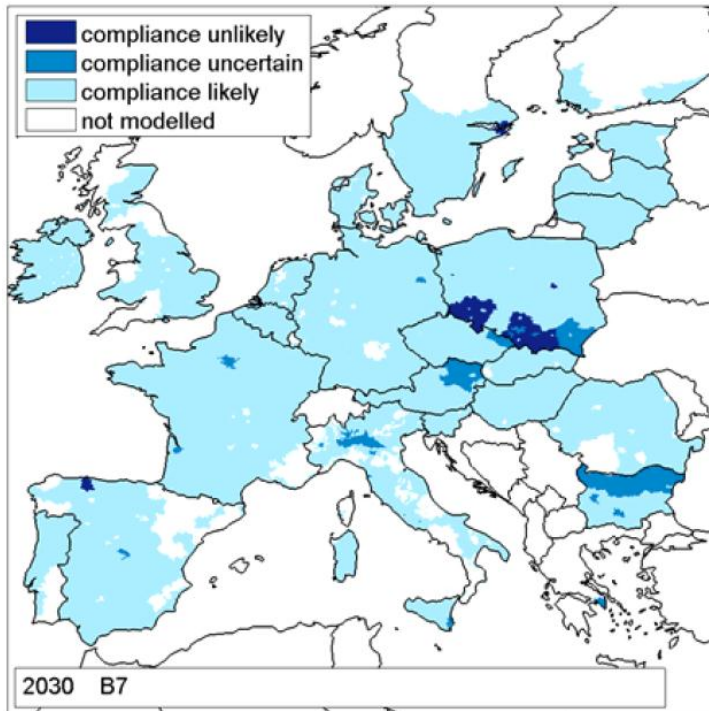 compliance unlikely
compliance uncertain
compliance likely
not modelled
2030 B7